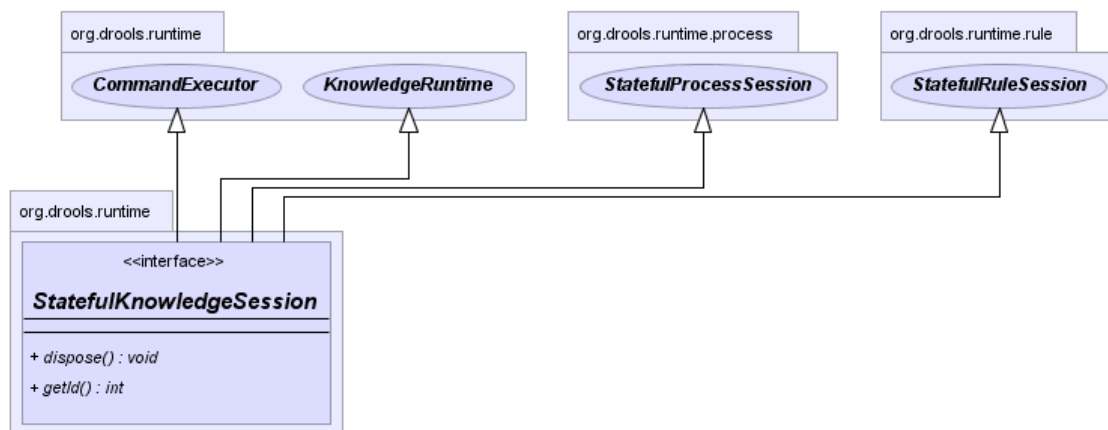 org.drools.runtime
org.drools.runtime.process
org.drools.runtime.rule
CommandExecutor
KnowledgeRuntime
StatefulProcessSession
StatefulRuleSession
org.drools.runtime
<<interface>>
StatefulKnowledgeSession
+ dispose() : void
+ getId() : int